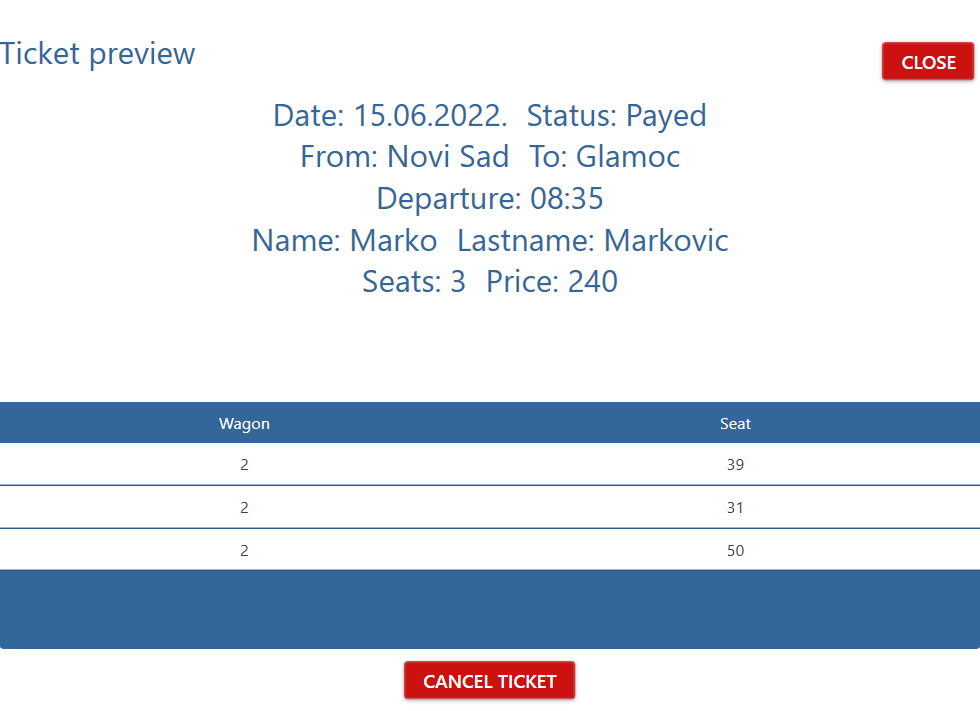 Ticket preview
CLOSE
Date: 15.06.2022. Status: Payed
From: Novi Sad To: Glamoc
Departure: 08:35
Name: Marko Lastname: Markovic
Seats: 3 Price: 240
Wagon Seat
2 39
2 31
2 50
CANCEL TICKET